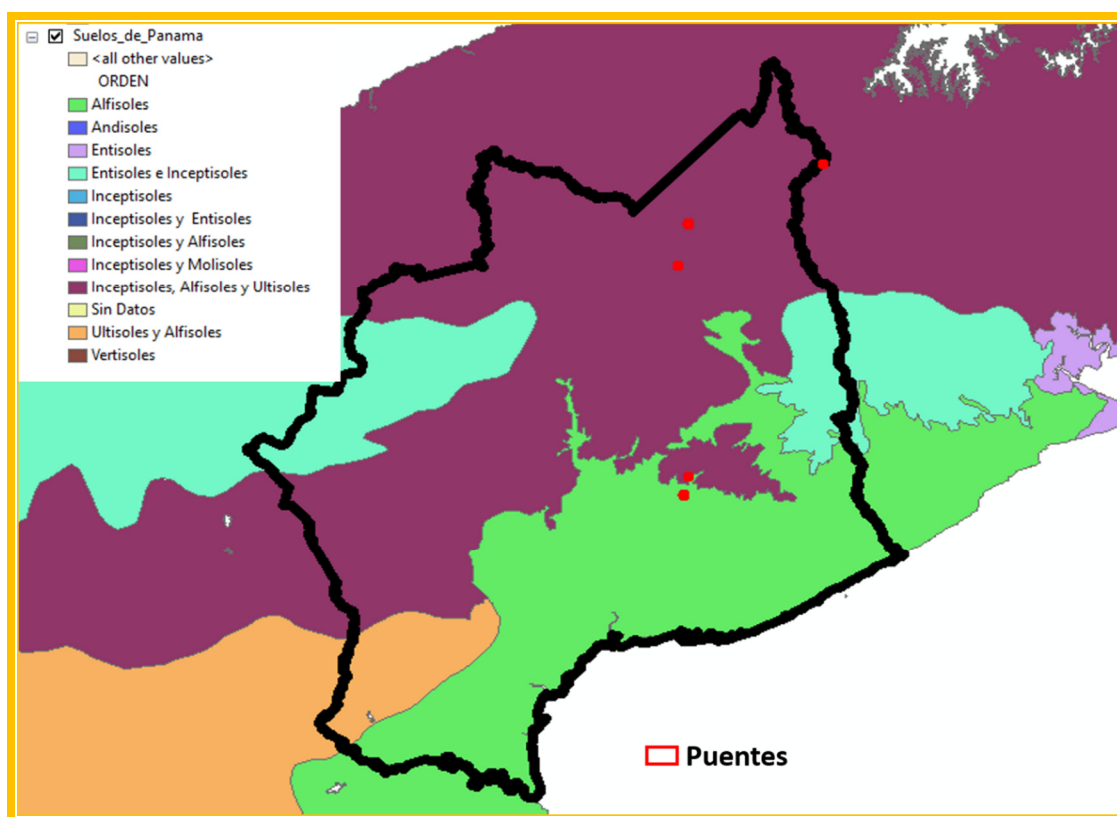 Suelos_de_Panama
<all other values>
ORDEN
Alfisoles
Andisoles
Entisoles
Entisoles e Inceptisoles
Inceptisoles
Inceptisoles y Entisoles
Inceptisoles y Alfisoles
Inceptisoles y Molisoles
Inceptisoles, Alfisoles y Ultisoles
Sin Datos
Ultisoles y Alfisoles
Vertisoles
Puentes